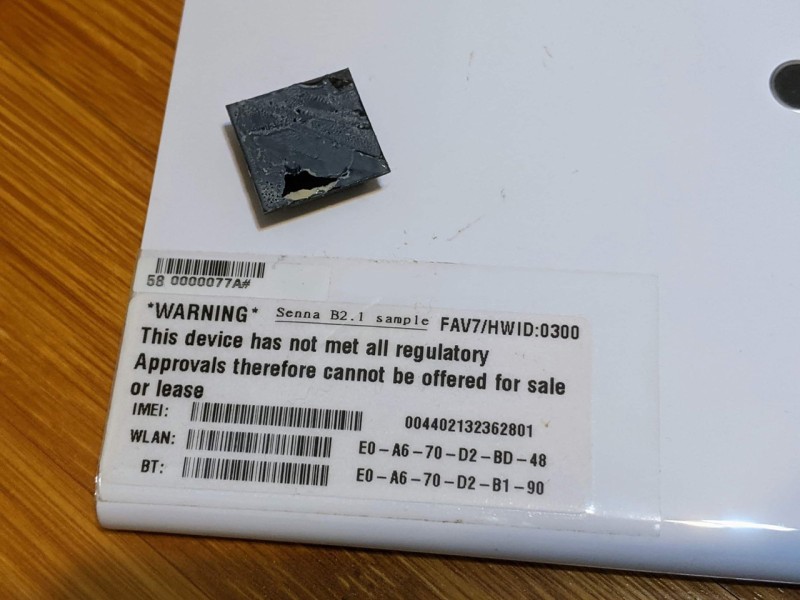 58 0000077A#
*WARNING* Senna B2.1 sample FAV7/HWID:0300
This device has not met all regulatory
Approvals therefore cannot be offered for sale
or lease
IMEI: 004402132362801
WLAN: E0-A6-70-D2-BD-48
BT: E0-A6-70-D2-B1-90